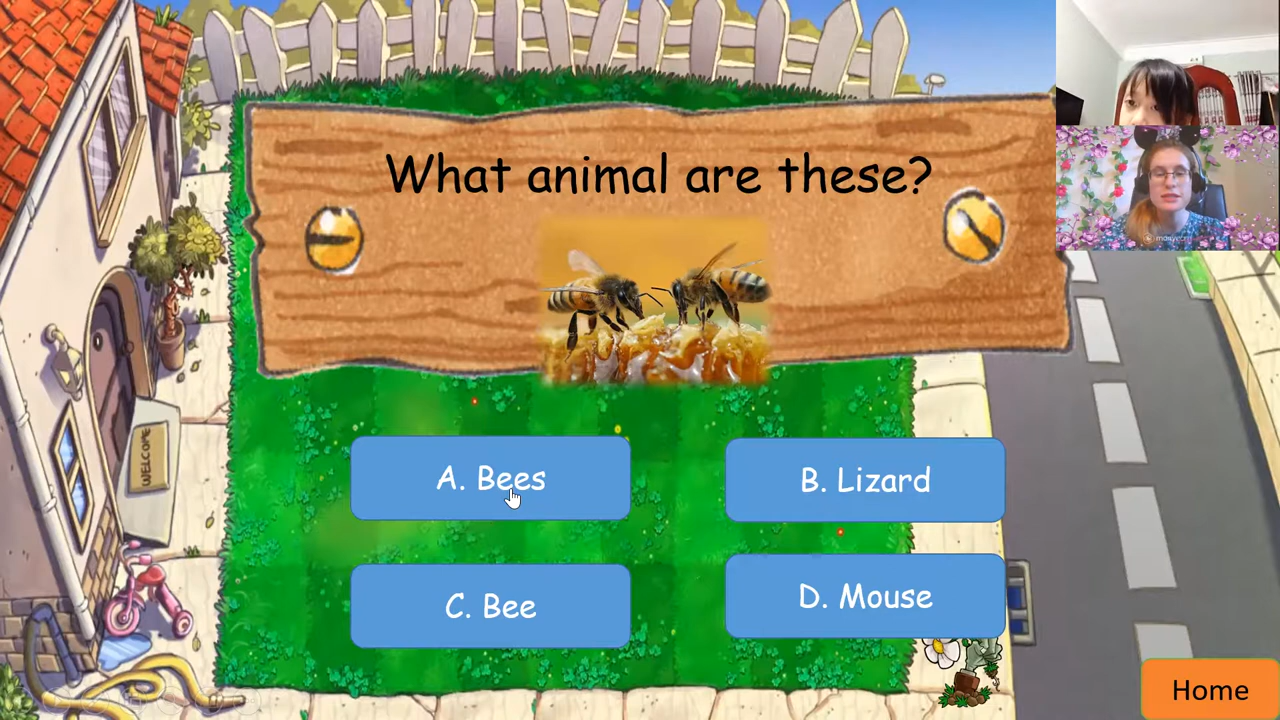 What animal are these?
A. Bees
B. Lizard
C. Bee
D. Mouse
WELCOME
Home